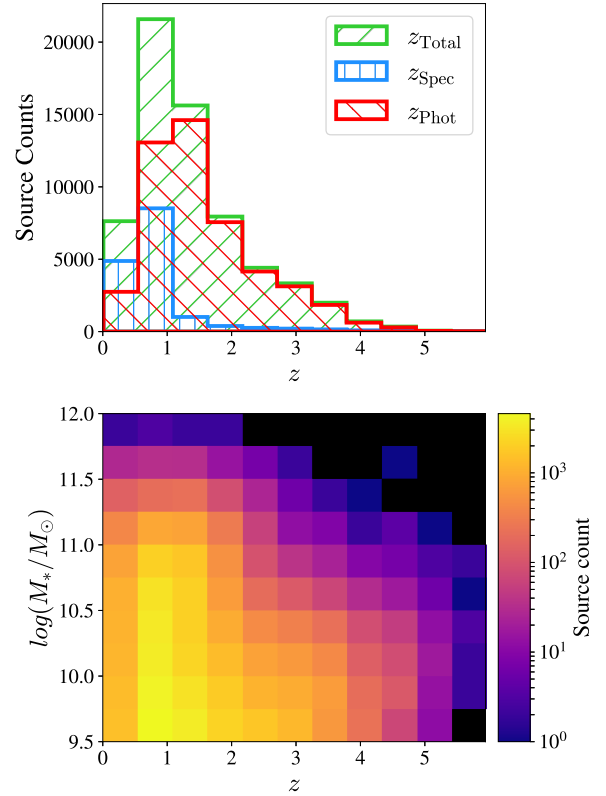 20000
15000
10000
5000
0
Source Counts
z_Total
z_Spec
z_Phot
0 1 2 3 4 5
z
12.0
11.5
11.0
10.5
10.0
9.5
log(M_*/M_⊙)
0 1 2 3 4 5
z
10^3
10^2
10^1
10^0
Source count